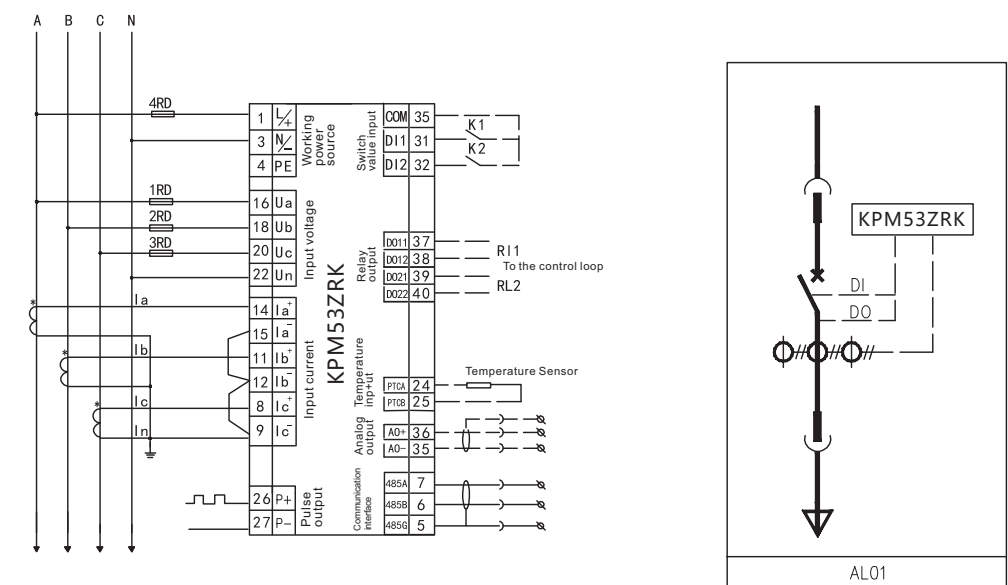 A B C N
4RD
1RD
2RD
3RD
Ia
Ib
Ic
In
* * *
1 L/+
3 N/-
4 PE
Working power source
16 Ua
18 Ub
20 Uc
22 Un
Input voltage
14 Ia+
15 Ia-
11 Ib+
12 Ib-
8 Ic+
9 Ic-
Input current
26 P+
27 P-
Pulse output
KPM53ZRK
Switch value input
COM 35
DI1 31
DI2 32
K1
K2
Relay output
DO11 37
DO12 38
DO21 39
DO22 40
RI1
To the control loop
RL2
Temperature inp+ut
PTCA 24
PTCB 25
Temperature Sensor
Analog output
AO+ 36
AO- 35
Communication interface
485A 7
485B 6
485G 5
KPM53ZRK
DI
DO
AL01